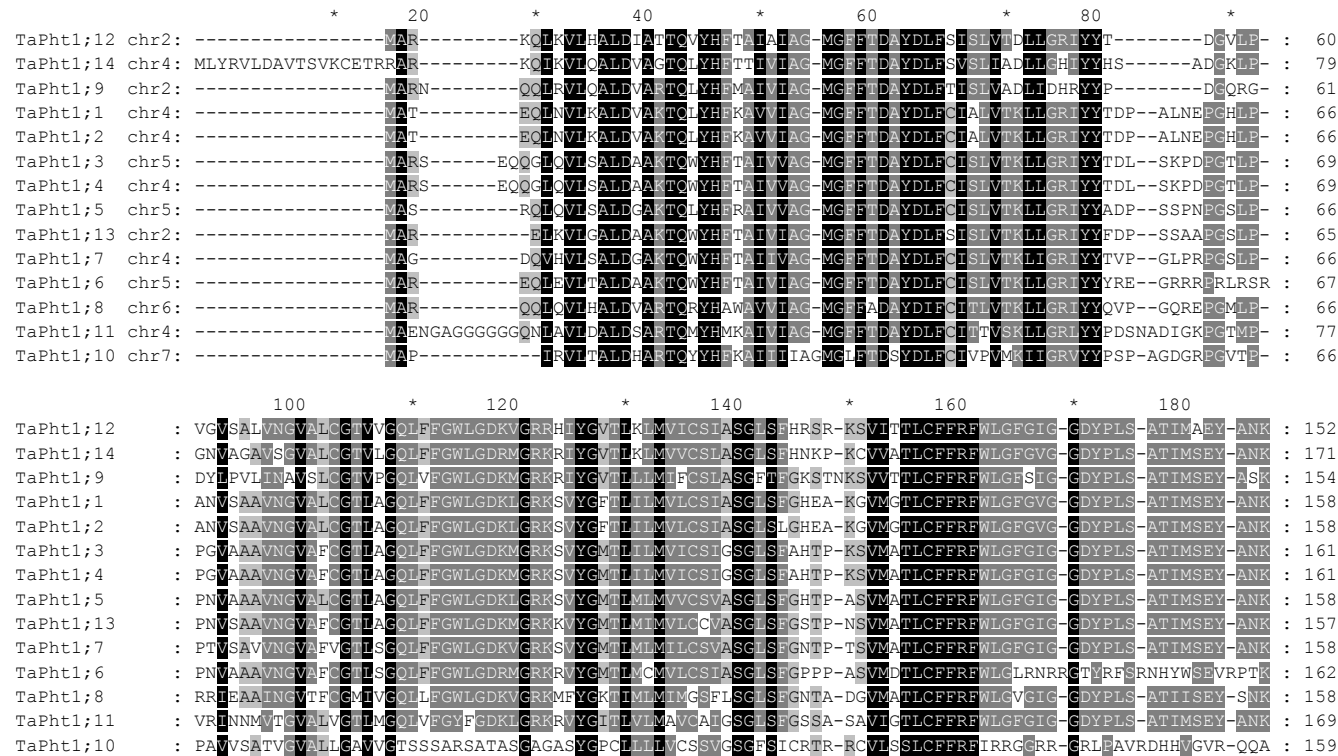 * 20 * 40 * 60 * 80 *
TaPht1;12 chr2: -----------------MAR---------KQLKVLHALDIATTQVYHFTAIAIAG-MGFFTDAYDLFSISLVTDLLGRIYYT--------DGVLP- : 60
TaPht1;14 chr4: MLYRVLDAVTSVKCETRRAR---------KQIKVLQALDVAGTQLYHFTTIVIAG-MGFFTDAYDLFSVSLIADLLGHIYYHS------ADGKLP- : 79
TaPht1;9 chr2: -----------------MARN--------QQLRVLQALDVARTQLYHFMAIVIAG-MGFFTDAYDLFTISLVADLIDHRYYP--------DGQRG- : 61
TaPht1;1 chr4: -----------------MAT---------EQLNVLKALDVAKTQLYHFKAVVIAG-MGFFTDAYDLFCIALVTKLLGRIYYTDP--ALNEPGHLP- : 66
TaPht1;2 chr4: -----------------MAT---------EQLNVLKALDVAKTQLYHFKAVVIAG-MGFFTDAYDLFCIALVTKLLGRIYYTDP--ALNEPGHLP- : 66
TaPht1;3 chr5: -----------------MARS-------EQQGLQVLSALDAAKTQWYHFTAIVVAG-MGFFTDAYDLFCISLVTKLLGRIYYTDL--SKPDPGTLP- : 69
TaPht1;4 chr4: -----------------MARS-------EQQGLQVLSALDAAKTQWYHFTAIVVAG-MGFFTDAYDLFCISLVTKLLGRIYYTDL--SKPDPGTLP- : 69
TaPht1;5 chr5: -----------------MAS---------RQLQVLSALDGAKTQLYHFRAIVVAG-MGFFTDAYDLFCISLVTKLLGRIYYADP--SSPNPGSLP- : 66
TaPht1;13 chr2: -----------------MAR---------ELKVLGALDAAKTQWYHFTAIVIAG-MGFFTDAYDLFSISLVTKLLGRIYYFDP--SSAAPGSLP- : 65
TaPht1;7 chr4: -----------------MAG---------DQVHVLSALDGAKTQWYHFTAIIVAG-MGFFTDAYDLFCISLVTKLLGRIYYTVP--GLPRPGSLP- : 66
TaPht1;6 chr5: -----------------MAR---------EQLEVLTALDAAKTQWYHFTAIIIAG-MGFFTDAYDLFCISLVTKLLGRIYYYRE--GRRRPRLRSR : 67
TaPht1;8 chr6: -----------------MAR---------QQLQVLHALDVARTQRYHAWAVVIAG-MGFFADAYDLFCITLVTKLLGRIYYQVP--GQREPGMLP- : 66
TaPht1;11 chr4: -----------------MAENGAGGGGGGQNLAVLDALDSARTQMYHMKAIVIAG-MGFFTDAYDLFCITTVSKLLGRLYYPDSNADIGKPGTMP- : 77
TaPht1;10 chr7: -----------------MAP-----------IRVLTALDHARTQYYHFKAIIIIAGMGLFTDSYDLFCIVPVMKIIGRVYYPSP-AGDGRPGVTP- : 66
100 * 120 * 140 * 160 * 180
TaPht1;12 : VGVSALVNGVALCGTVVGQLFFGWLGDKVGRRHIYGVTLKLMVICSIASGLSFHRSR-KSVITTLCFFRFWLGFGIG-GDYPLS-ATIMAEY-ANK : 152
TaPht1;14 : GNVAGAVSGVALCGTVLGQLFFGWLGDRMGRKRIYGVTLKLMVVCSLASGLSFHNKP-KCVVATLCFFRFWLGFGVG-GDYPLS-ATIMSEY-ANK : 171
TaPht1;9 : DYLPVLINAVSLCGTVPGQLVFGWLGDKMGRKRIYGVTLLLMIFCSLASGFTFGKSTNKSVVTTLCFFRFWLGFSIG-GDYPLS-ATIMSEY-ASK : 154
TaPht1;1 : ANVSAAVNGVALCGTLAGQLFFGWLGDKLGRKSVYGFTLILMVLCSIASGLSFGHEA-KGVMGTLCFFRFWLGFGVG-GDYPLS-ATIMSEY-ANK : 158
TaPht1;2 : ANVSAAVNGVALCGTLAGQLFFGWLGDKLGRKSVYGFTLILMVLCSIASGLSLGHEA-KGVMGTLCFFRFWLGFGVG-GDYPLS-ATIMSEY-ANK : 158
TaPht1;3 : PGVAAAVNGVAFCGTLAGQLFFGWLGDKMGRKSVYGMTLILMVICSIGSGLSFAHTP-KSVMATLCFFRFWLGFGIG-GDYPLS-ATIMSEY-ANK : 161
TaPht1;4 : PGVAAAVNGVAFCGTLAGQLFFGWLGDKMGRKSVYGMTLILMVICSIGSGLSFAHTP-KSVMATLCFFRFWLGFGIG-GDYPLS-ATIMSEY-ANK : 161
TaPht1;5 : PNVAAAVNGVALCGTLAGQLFFGWLGDKLGRKSVYGMTLMLMVVCSVASGLSFGHTP-ASVMATLCFFRFWLGFGIG-GDYPLS-ATIMSEY-ANK : 158
TaPht1;13 : PNVSAAVNGVAFCGTLAGQLFFGWLGDKMGRKKVYGMTLMIMVLCCVASGLSFGSTP-NSVMATLCFFRFWLGFGIG-GDYPLS-ATIMSEY-ANK : 157
TaPht1;7 : PTVSAVVNGVAFVGTLSGQLFFGWLGDKMGRKSVYGMTLMLMILCSVASGLSFGNTP-TSVMATLCFFRFWLGFGIG-GDYPLS-ATIMSEY-ANK : 158
TaPht1;6 : PNVAAAVNGVAFCGTLSGQLFFGWLGDRMGRKRVYGMTLMCMVLCSIASGLSFGPPP-ASVMDTLCFFRFWLGLRNRRGTYRFSRNHYWSEVRPTK : 162
TaPht1;8 : RRIEAAINGVTFCGMIVGQLLFGWLGDKVGRKMFYGKTIMLMIMGSFLSGLSFGNTA-DGVMATLCFFRFWLGVGIG-GDYPLS-ATIISEY-SNK : 158
TaPht1;11 : VRINNMVTGVALVGTLMGQLVFGYFGDKLGRKRVYGITLVLMAVCAIGSGLSFGSSA-SAVIGTLCFFRFWLGFGIG-GDYPLS-ATIMSEY-ANK : 169
TaPht1;10 : PAVVSATVGVALLGAVVGTSSSARSATASGAGASYGPCLLLLVCSSVGSGFSICRTR-RCVLSSLCFFRFIRRGGRR-GRLPAVRDHHVGVR-QQA : 159